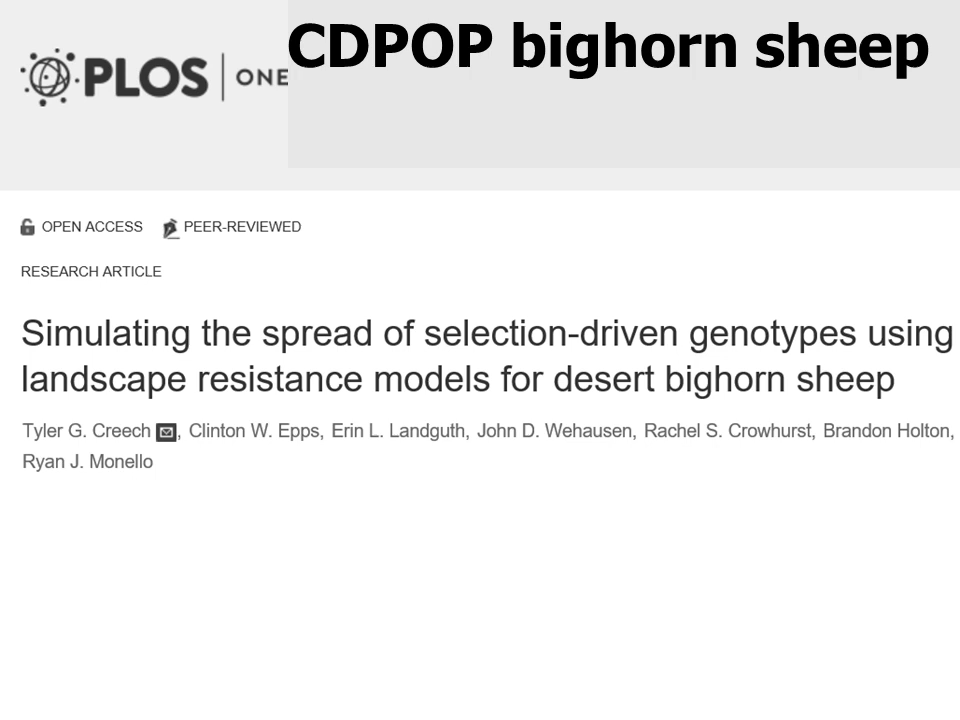 CDPOP bighorn sheep
PLOS | ONE
OPEN ACCESS PEER-REVIEWED
RESEARCH ARTICLE
Simulating the spread of selection-driven genotypes using
landscape resistance models for desert bighorn sheep
Tyler G. Creech, Clinton W. Epps, Erin L. Landguth, John D. Wehausen, Rachel S. Crowhurst, Brandon Holton,
Ryan J. Monello